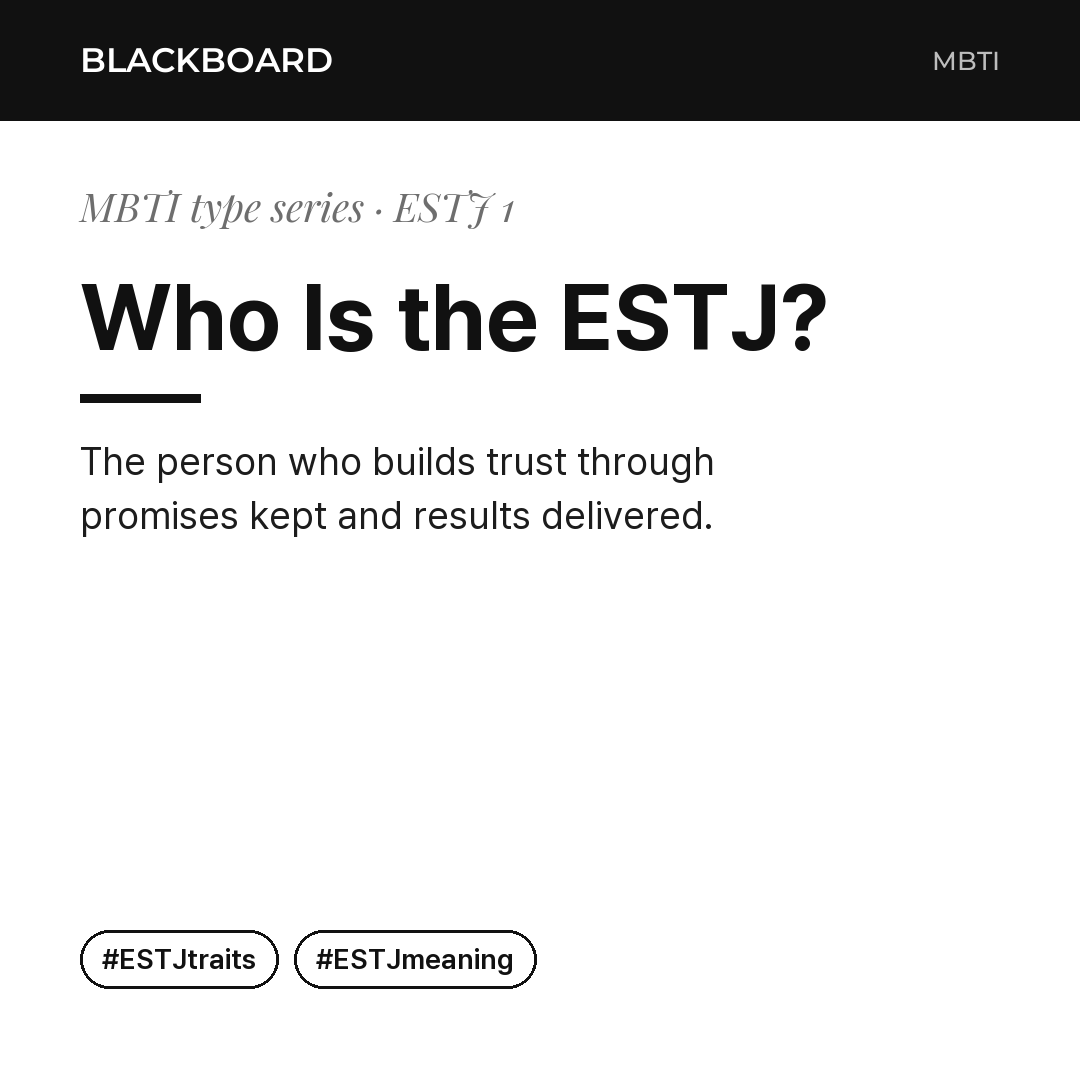 BLACKBOARD
MBTI
MBTI type series · ESTJ 1
Who Is the ESTJ?
The person who builds trust through
promises kept and results delivered.
#ESTJtraits
#ESTJmeaning